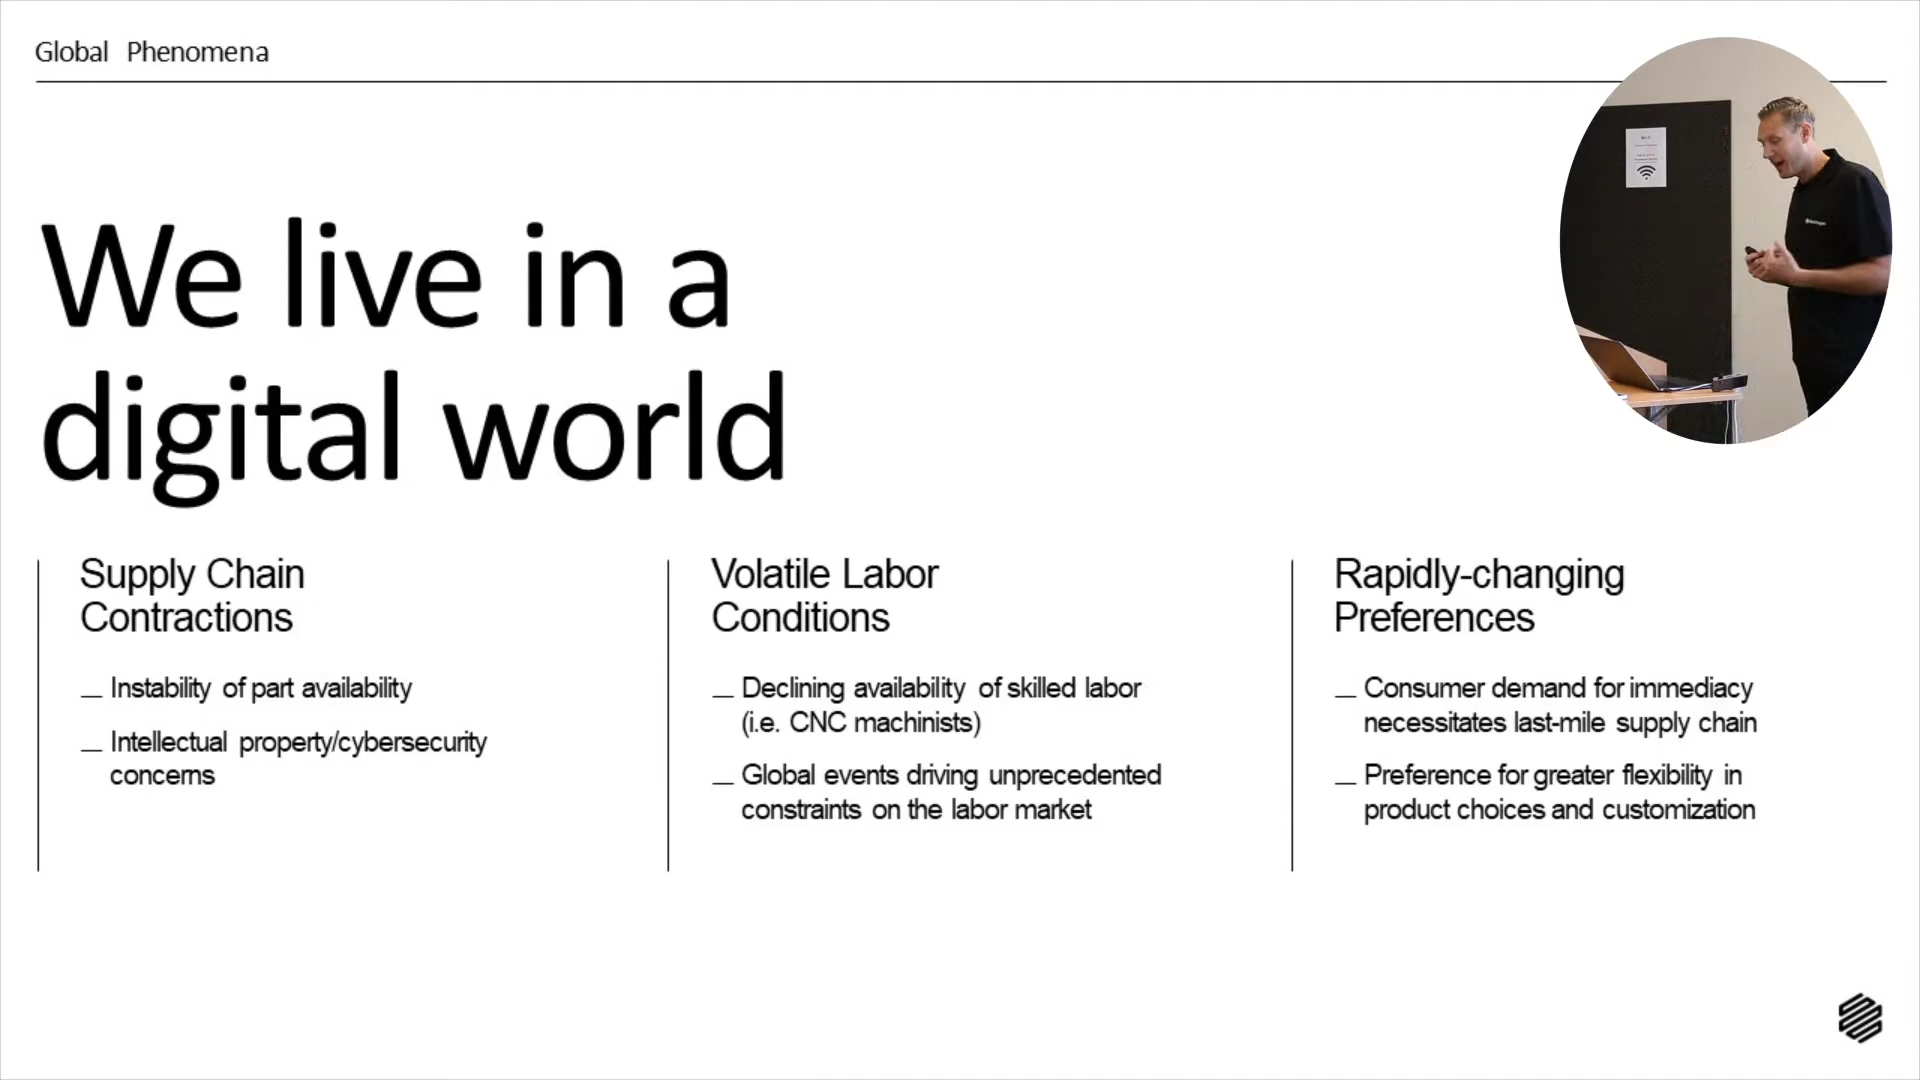 Global Phenomena
We live in a
digital world
Supply Chain
Contractions
Instability of part availability
Intellectual property/cybersecurity
concerns
Volatile Labor
Conditions
Declining availability of skilled labor
(i.e. CNC machinists)
Global events driving unprecedented
constraints on the labor market
Rapidly-changing
Preferences
Consumer demand for immediacy
necessitates last-mile supply chain
Preference for greater flexibility in
product choices and customization